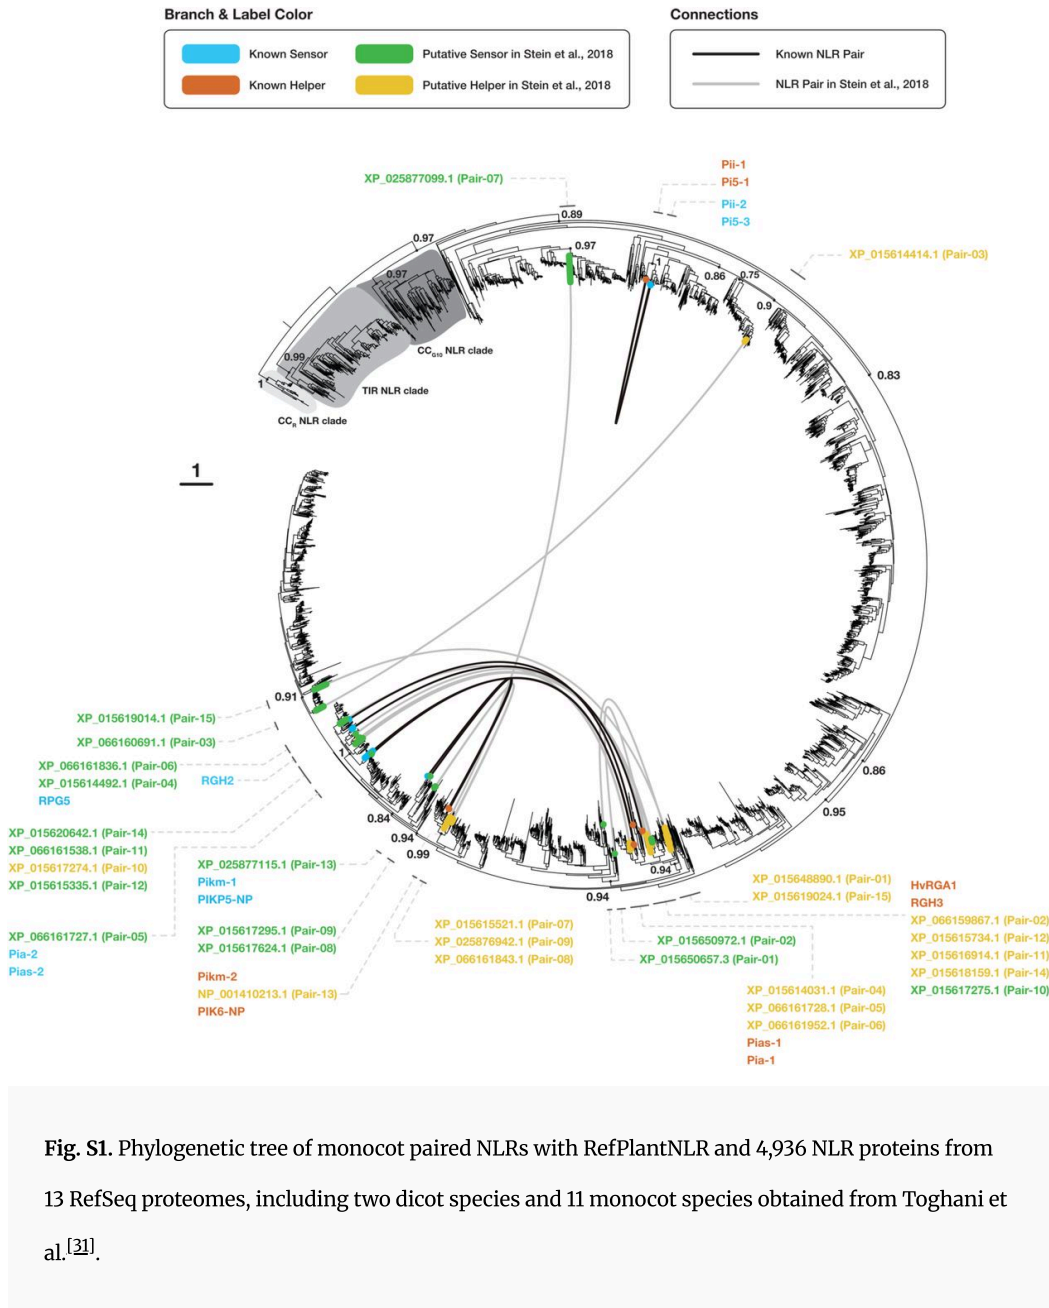 Branch & Label Color
Connections
Known Sensor
Putative Sensor in Stein et al., 2018
Known Helper
Putative Helper in Stein et al., 2018
Known NLR Pair
NLR Pair in Stein et al., 2018
Pii-1
Pi5-1
Pii-2
Pi5-3
XP_025877099.1 (Pair-07)
XP_015614414.1 (Pair-03)
0.89
0.97
0.97
0.97
1
0.86
0.75
0.9
0.83
0.99
1
CCG10 NLR clade
TIR NLR clade
CCR NLR clade
1
0.91
1
0.84
0.94
0.99
0.94
0.94
0.95
0.86
XP_015619014.1 (Pair-15)
XP_066160691.1 (Pair-03)
XP_066161836.1 (Pair-06)
XP_015614492.1 (Pair-04)
RPG5
RGH2
XP_015620642.1 (Pair-14)
XP_066161538.1 (Pair-11)
XP_015617274.1 (Pair-10)
XP_015615335.1 (Pair-12)
XP_066161727.1 (Pair-05)
Pia-2
Pias-2
XP_025877115.1 (Pair-13)
Pikm-1
PIKP5-NP
XP_015617295.1 (Pair-09)
XP_015617624.1 (Pair-08)
Pikm-2
NP_001410213.1 (Pair-13)
PIK6-NP
XP_015615521.1 (Pair-07)
XP_025876942.1 (Pair-09)
XP_066161843.1 (Pair-08)
XP_015650972.1 (Pair-02)
XP_015650657.3 (Pair-01)
XP_015648890.1 (Pair-01)
XP_015619024.1 (Pair-15)
XP_015614031.1 (Pair-04)
XP_066161728.1 (Pair-05)
XP_066161952.1 (Pair-06)
Pias-1
Pia-1
HvRGA1
RGH3
XP_066159867.1 (Pair-02)
XP_015615734.1 (Pair-12)
XP_015616914.1 (Pair-11)
XP_015618159.1 (Pair-14)
XP_015617275.1 (Pair-10)
Fig. S1. Phylogenetic tree of monocot paired NLRs with RefPlantNLR and 4,936 NLR proteins from
13 RefSeq proteomes, including two dicot species and 11 monocot species obtained from Toghani et
al.[31].